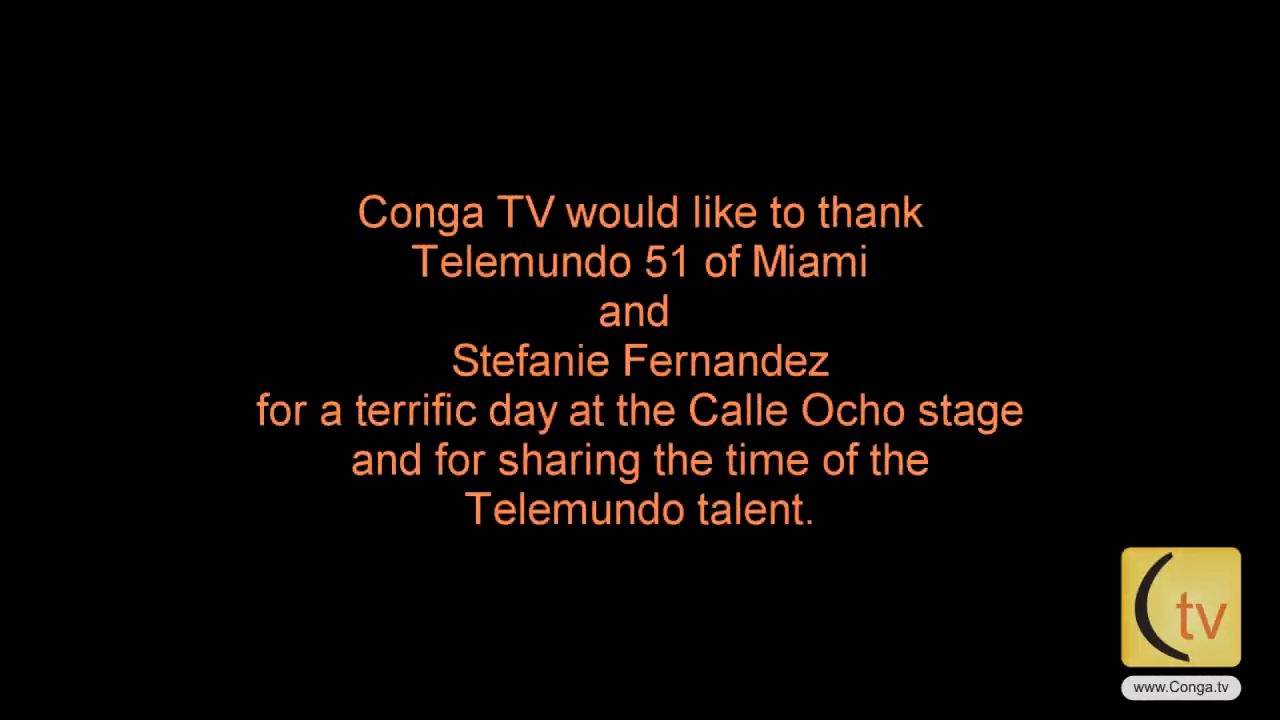 Conga TV would like to thank
Telemundo 51 of Miami
and
Stefanie Fernandez
for a terrific day at the Calle Ocho stage
and for sharing the time of the
Telemundo talent.
tv
www.Conga.tv